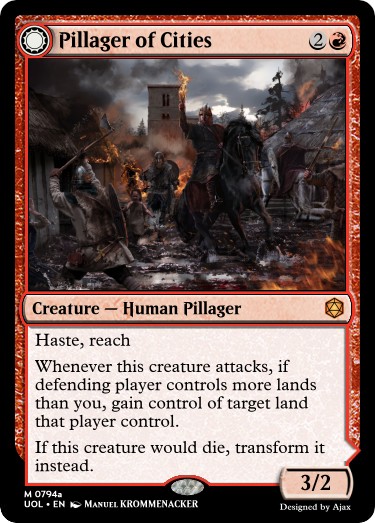 Pillager of Cities
2
Creature — Human Pillager
Haste, reach
Whenever this creature attacks, if
defending player controls more lands
than you, gain control of target land
that player control.
If this creature would die, transform it
instead.
3/2
M 0794a
UOL • EN Manuel KROMMENACKER
Designed by Ajax